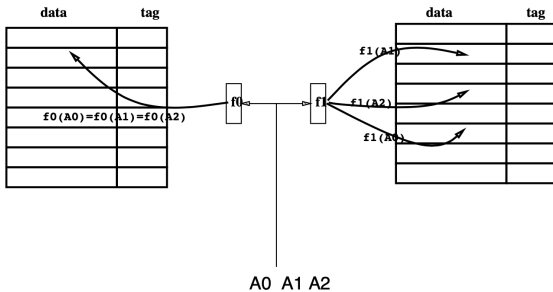 data tag
data tag
f1(A1)
f0 f1
f1(A2)
f0(A0)=f0(A1)=f0(A2)
f1(A0)
A0 A1 A2